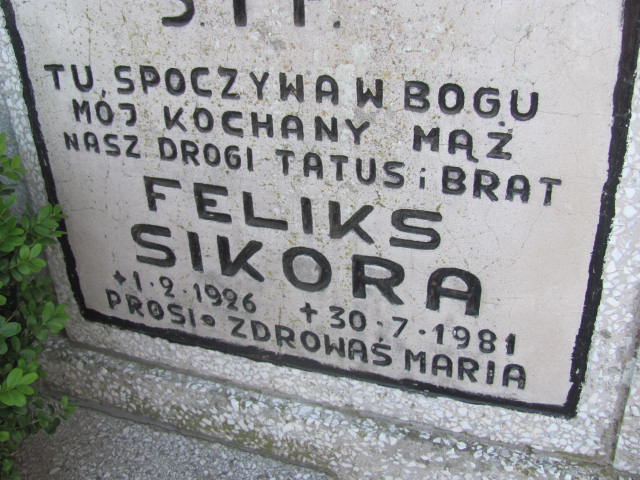 Ś. † P.
TU, SPOCZYWA W BOGU
MÓJ KOCHANY MĄŻ
NASZ DROGI TATUS i BRAT
FELIKS
SIKORA
+1.2.1926 +30.7.1981
PROSI o ZDROWAŚ MARIA